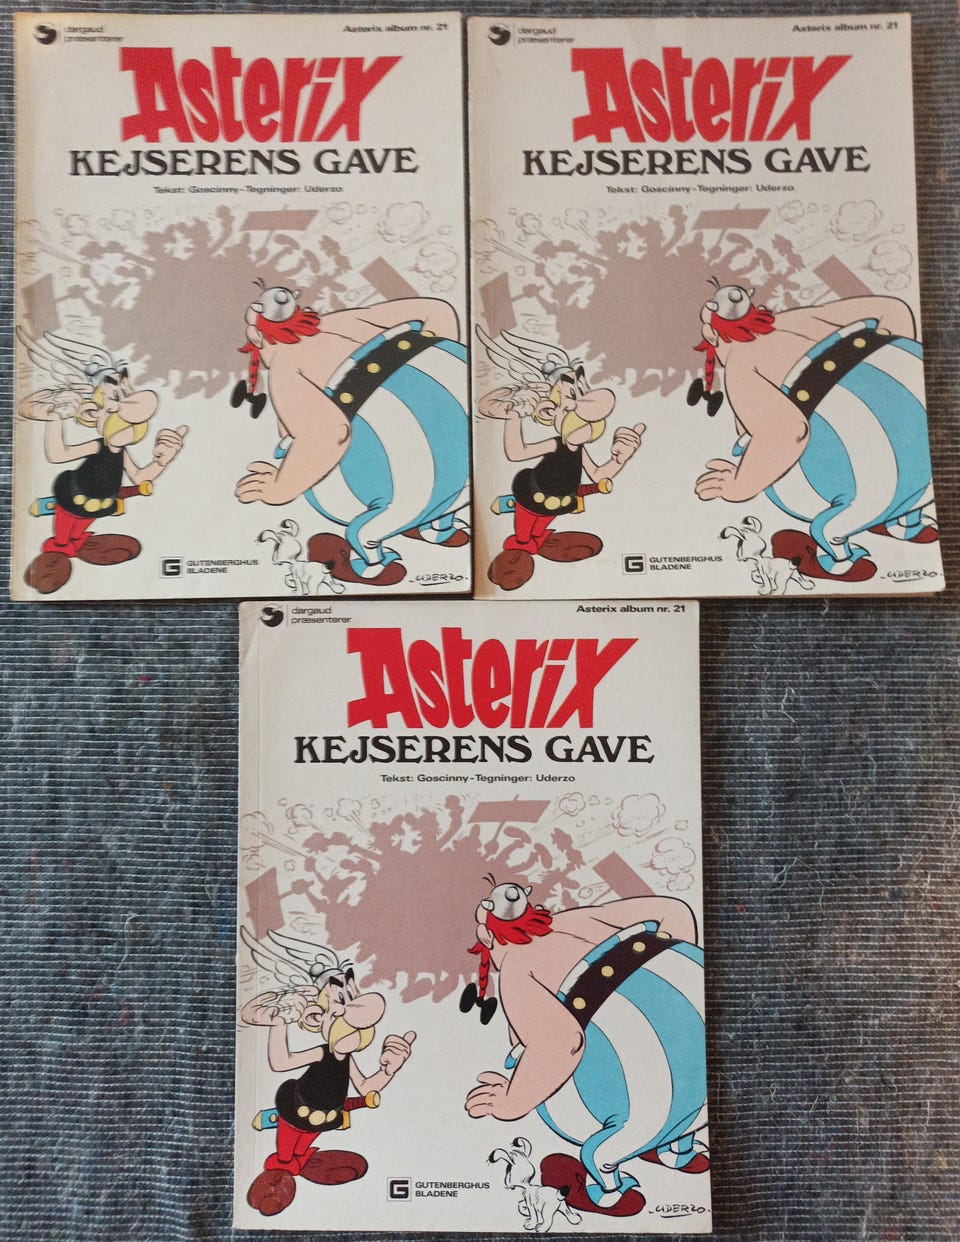 dargaud
præsenterer
Asterix album nr. 21
Asterix
KEJSERENS GAVE
Tekst: Goscinny-Tegninger: Uderzo
G GUTENBERGHUS
BLADENE
-UDERZO.
dargaud
præsenterer
Asterix album nr. 21
Asterix
KEJSERENS GAVE
Tekst: Goscinny-Tegninger: Uderzo
G GUTENBERGHUS
BLADENE
-UDERZO.
dargaud
præsenterer
Asterix album nr. 21
Asterix
KEJSERENS GAVE
Tekst: Goscinny-Tegninger: Uderzo
G GUTENBERGHUS
BLADENE
-UDERZO.